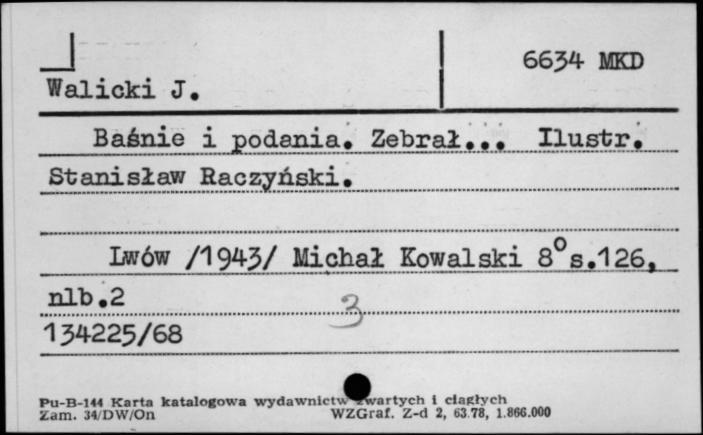 6634 MKD
Walicki J.
Baśnie i podania. Zebrał... Ilustr.
Stanisław Raczyński.
Lwów /1943/ Michał Kowalski 8° s.126,
nlb.2
3
134225/68
Pu-B-144 Karta katalogowa wydawnictw zwartych i ciągłych
Zam. 34/DW/On WZGraf. Z-d 2, 63.78, 1.866.000